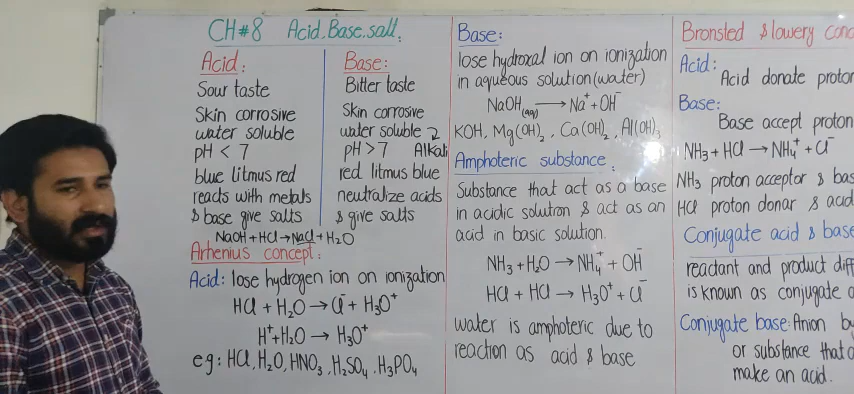 CH#8 Acid.Base.salt.
Acid:
Sour taste
Skin corrosive
water soluble
pH < 7
blue litmus red
reacts with metals
& base give salts
NaOH+HCl→NaCl+H2O
Base:
Bitter taste
Skin corrosive
water soluble
pH >7 Alkali
red litmus blue
neutralize acids
& give salts
Arhenius concept:
Acid: lose hydrogen ion on ionization
HCl + H2O → Cl⁻ + H3O⁺
H⁺+H2O → H3O⁺
eg: HCl, H2O, HNO3, H2SO4, H3PO4
Base:
lose hydroxal ion on ionization
in aqueous solution(water)
NaOH(aq) → Na⁺+OH⁻
KOH, Mg(OH)2, Ca(OH)2, Al(OH)3
Amphoteric substance.
Substance that act as a base
in acidic solution & act as an
acid in basic solution.
NH3+H2O → NH4⁺ + OH⁻
HCl + HCl → H3O⁺ + Cl⁻
water is amphoteric due to
reaction as acid & base
Bronsted & lowery conc
Acid:
Acid donate proton
Base:
Base accept proton
NH3 + HCl → NH4⁺ + Cl⁻
NH3 proton acceptor & bas
HCl proton donar & acid
Conjugate acid & base
reactant and product diff
is known as conjugate a
Conjugate base: Anion by
or substance that a
make an acid.